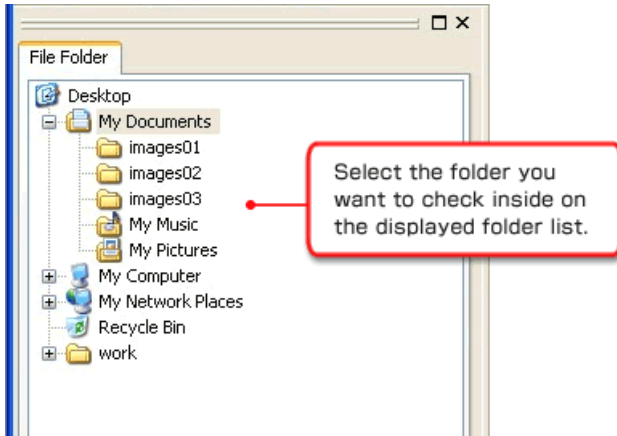 File Folder
Desktop
My Documents
images01
images02
images03
My Music
My Pictures
My Computer
My Network Places
Recycle Bin
work
Select the folder you
want to check inside on
the displayed folder list.